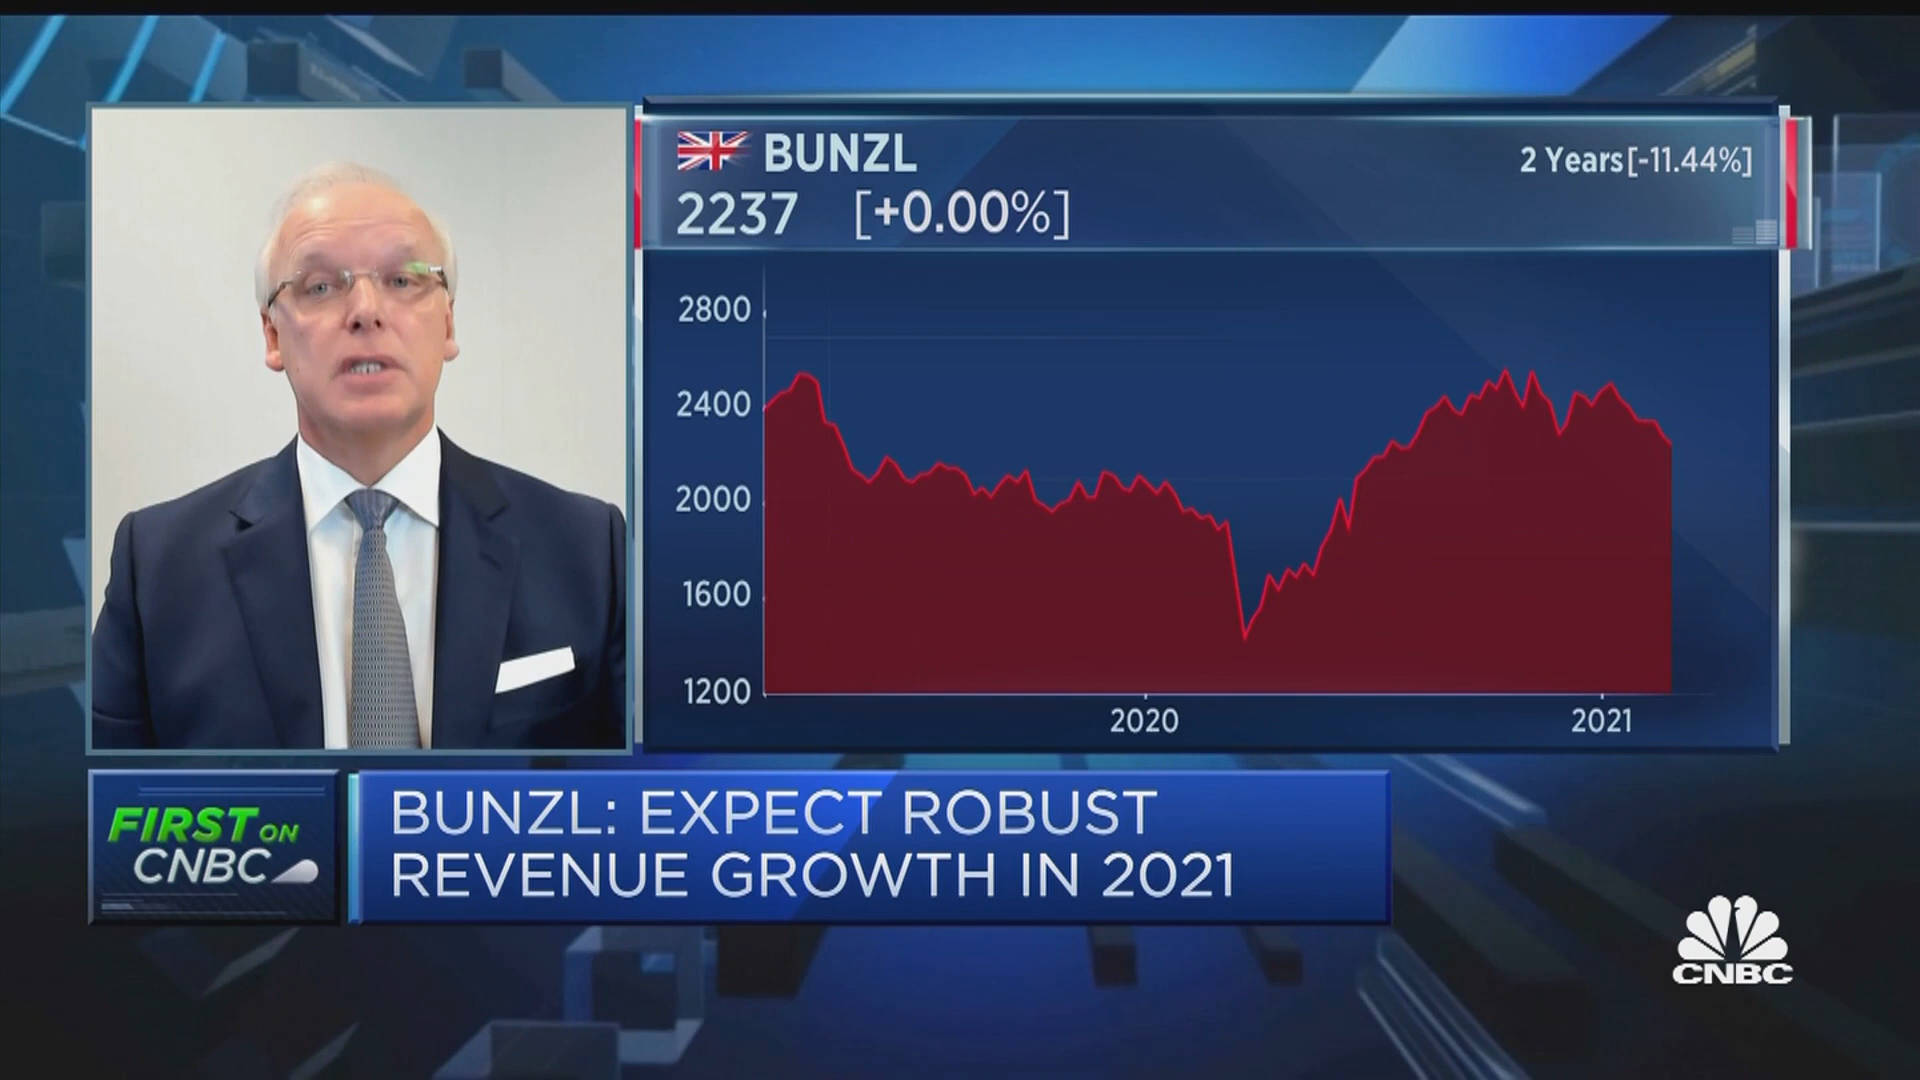 BUNZL
2 Years[-11.44%]
2237 [+0.00%]
2800
2400
2000
1600
1200
2020
2021
FIRST ON
CNBC
BUNZL: EXPECT ROBUST
REVENUE GROWTH IN 2021
CNBC